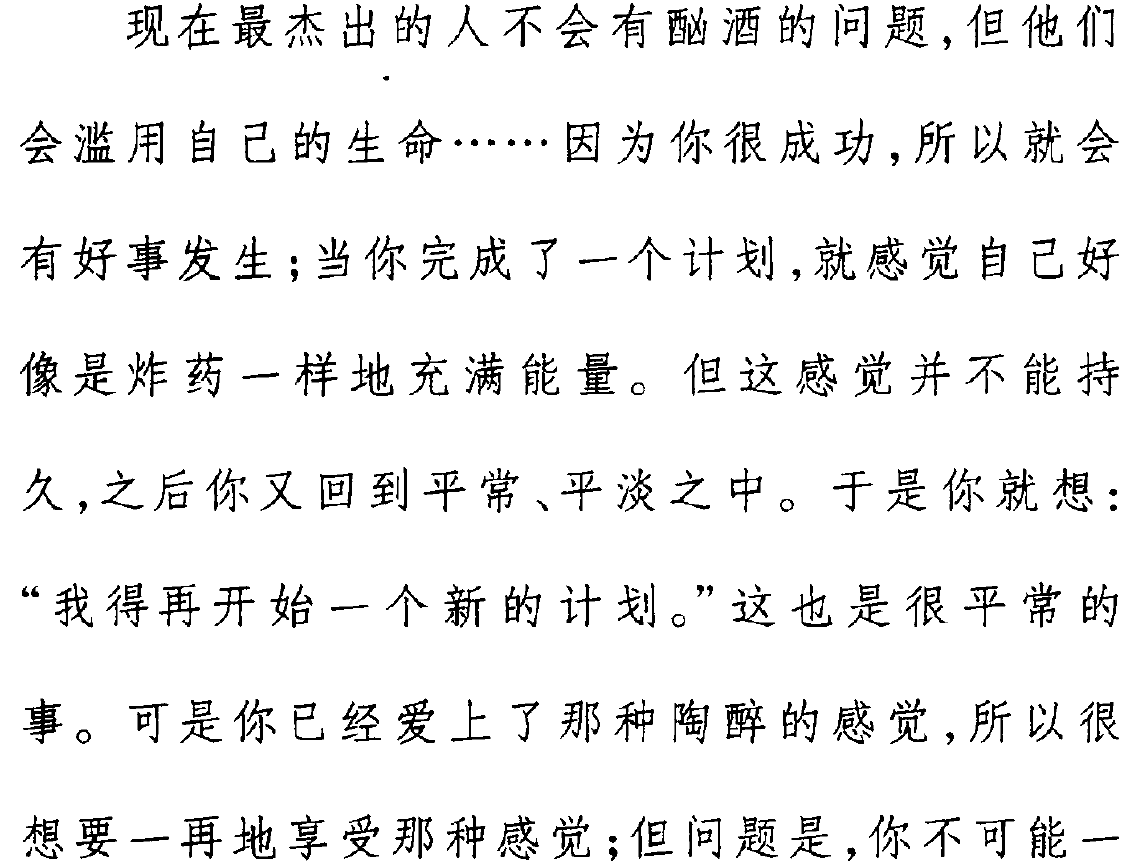 现在最杰出的人不会有酗酒的问题,但他们
会滥用自己的生命……因为你很成功,所以就会
有好事发生;当你完成了一个计划,就感觉自己好
像是炸药一样地充满能量。但这感觉并不能持
久,之后你又回到平常、平淡之中。于是你就想:
“我得再开始一个新的计划。”这也是很平常的
事。可是你已经爱上了那种陶醉的感觉,所以很
想要一再地享受那种感觉;但问题是,你不可能一